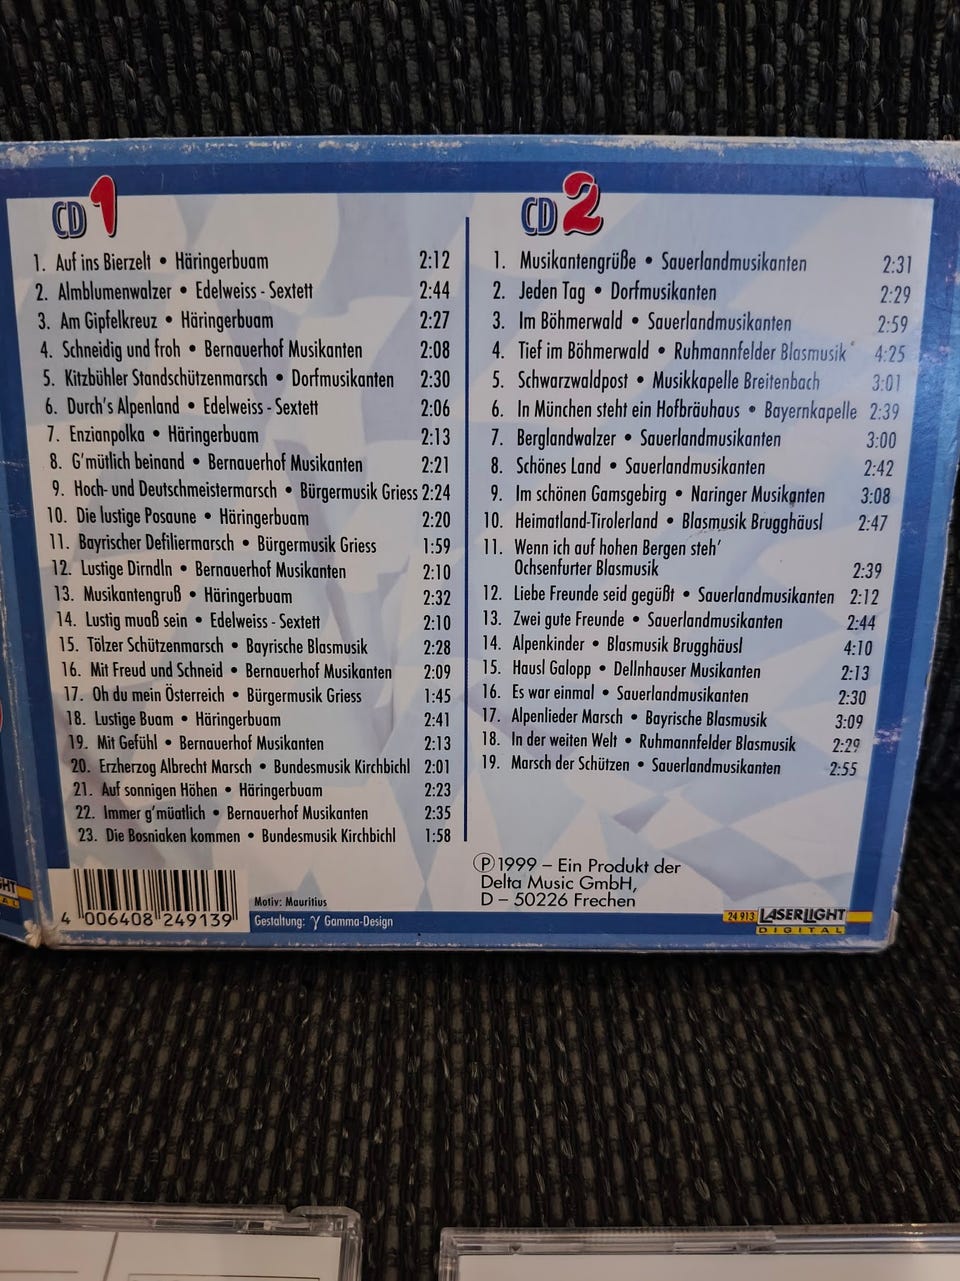 CD 1
1. Auf ins Bierzelt • Häringerbuam 2:12
2. Almblumenwalzer • Edelweiss - Sextett 2:44
3. Am Gipfelkreuz • Häringerbuam 2:27
4. Schneidig und froh • Bernauerhof Musikanten 2:08
5. Kitzbühler Standschützenmarsch • Dorfmusikanten 2:30
6. Durch's Alpenland • Edelweiss - Sextett 2:06
7. Enzianpolka • Häringerbuam 2:13
8. G'mütlich beinand • Bernauerhof Musikanten 2:21
9. Hoch- und Deutschmeistermarsch • Bürgermusik Griess 2:24
10. Die lustige Posaune • Häringerbuam 2:20
11. Bayrischer Defiliermarsch • Bürgermusik Griess 1:59
12. Lustige Dirndln • Bernauerhof Musikanten 2:10
13. Musikantengruß • Häringerbuam 2:32
14. Lustig muaß sein • Edelweiss - Sextett 2:10
15. Tölzer Schützenmarsch • Bayrische Blasmusik 2:28
16. Mit Freud und Schneid • Bernauerhof Musikanten 2:09
17. Oh du mein Österreich • Bürgermusik Griess 1:45
18. Lustige Buam • Häringerbuam 2:41
19. Mit Gefühl • Bernauerhof Musikanten 2:13
20. Erzherzog Albrecht Marsch • Bundesmusik Kirchbichl 2:01
21. Auf sonnigen Höhen • Häringerbuam 2:23
22. Immer g'müatlich • Bernauerhof Musikanten 2:35
23. Die Bosniaken kommen • Bundesmusik Kirchbichl 1:58
CD 2
1. Musikantengrüße • Sauerlandmusikanten 2:31
2. Jeden Tag • Dorfmusikanten 2:29
3. Im Böhmerwald • Sauerlandmusikanten 2:59
4. Tief im Böhmerwald • Ruhmannfelder Blasmusik 4:25
5. Schwarzwaldpost • Musikkapelle Breitenbach 3:01
6. In München steht ein Hofbräuhaus • Bayernkapelle 2:39
7. Berglandwalzer • Sauerlandmusikanten 3:00
8. Schönes Land • Sauerlandmusikanten 2:42
9. Im schönen Gamsgebirg • Naringer Musikanten 3:08
10. Heimatland-Tirolerland • Blasmusik Brugghäusl 2:47
11. Wenn ich auf hohen Bergen steh'
Ochsenfurter Blasmusik 2:39
12. Liebe Freunde seid gegüßt • Sauerlandmusikanten 2:12
13. Zwei gute Freunde • Sauerlandmusikanten 2:44
14. Alpenkinder • Blasmusik Brugghäusl 4:10
15. Hausl Galopp • Dellnhauser Musikanten 2:13
16. Es war einmal • Sauerlandmusikanten 2:30
17. Alpenlieder Marsch • Bayrische Blasmusik 3:09
18. In der weiten Welt • Ruhmannfelder Blasmusik 2:29
19. Marsch der Schützen • Sauerlandmusikanten 2:55
Ⓟ 1999 – Ein Produkt der
Delta Music GmbH,
D – 50226 Frechen
4 006408 249139
Motiv: Mauritius
Gestaltung: γ Gamma-Design
24 913 LASERLIGHT
DIGITAL